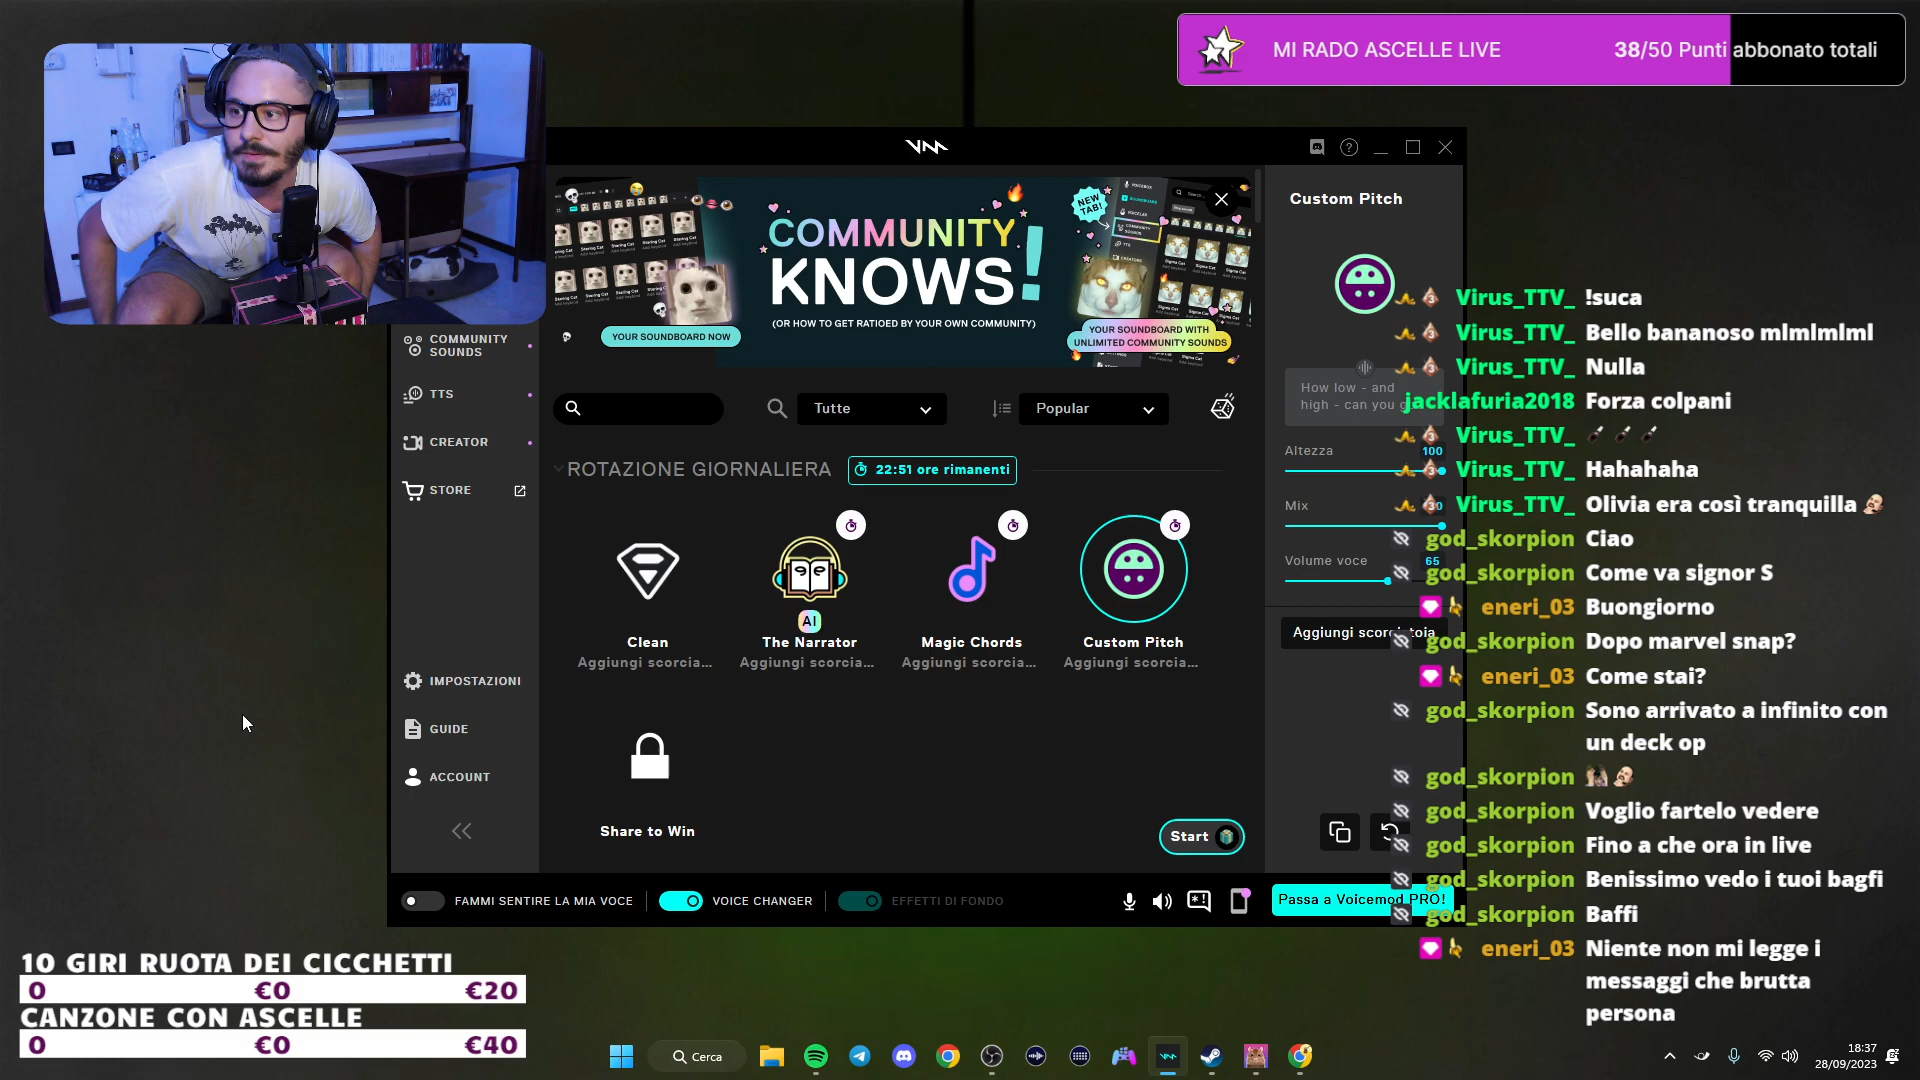 MI RADO ASCELLE LIVE
38/50 Punti abbonato totali
COMMUNITY
KNOWS!
(OR HOW TO GET RATIOED BY YOUR OWN COMMUNITY)
YOUR SOUNDBOARD NOW
NEW TAB!
YOUR SOUNDBOARD WITH
UNLIMITED COMMUNITY SOUNDS
COMMUNITY
SOUNDS
TTS
CREATOR
STORE
IMPOSTAZIONI
GUIDE
ACCOUNT
Tutte
Popular
ROTAZIONE GIORNALIERA
22:51 ore rimanenti
Clean
Aggiungi scorcia...
AI
The Narrator
Aggiungi scorcia...
Magic Chords
Aggiungi scorcia...
Custom Pitch
Aggiungi scorcia...
Share to Win
Start
Custom Pitch
How low - and
high - can you
Altezza 100
Mix
Volume voce 65
Aggiungi
FAMMI SENTIRE LA MIA VOCE
VOICE CHANGER
EFFETTI DI FONDO
Passa a Voicemod PRO!
Virus_TTV_ !suca
Virus_TTV_ Bello bananoso mlmlmlml
Virus_TTV_ Nulla
jacklafuria2018 Forza colpani
Virus_TTV_
Virus_TTV_ Hahahaha
Virus_TTV_ Olivia era così tranquilla
god_skorpion Ciao
god_skorpion Come va signor S
eneri_03 Buongiorno
god_skorpion Dopo marvel snap?
eneri_03 Come stai?
god_skorpion Sono arrivato a infinito con
un deck op
god_skorpion
god_skorpion Voglio fartelo vedere
god_skorpion Fino a che ora in live
god_skorpion Benissimo vedo i tuoi bagfi
god_skorpion Baffi
eneri_03 Niente non mi legge i
messaggi che brutta
persona
10 GIRI RUOTA DEI CICCHETTI
0 €0 €20
CANZONE CON ASCELLE
0 €0 €40
Cerca
18:37
28/09/2023